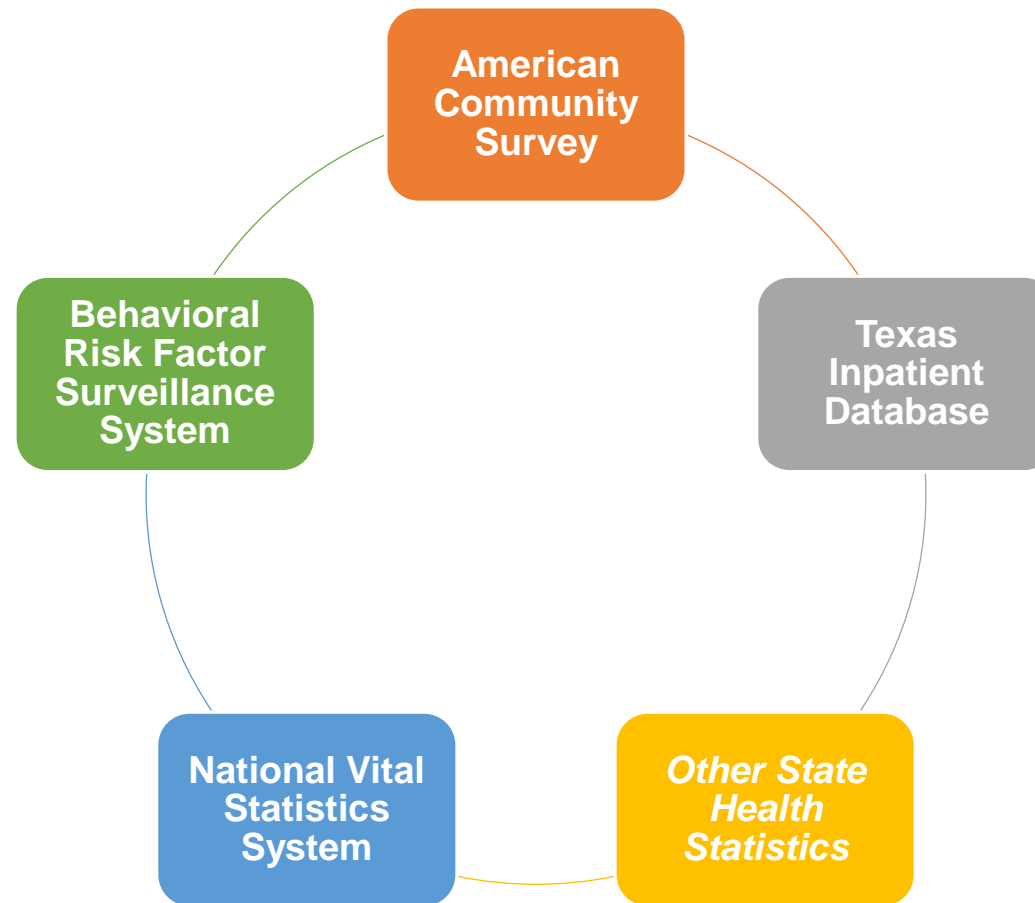 American
Community
Survey
Texas
Inpatient
Database
Other State
Health
Statistics
National Vital
Statistics
System
Behavioral
Risk Factor
Surveillance
System